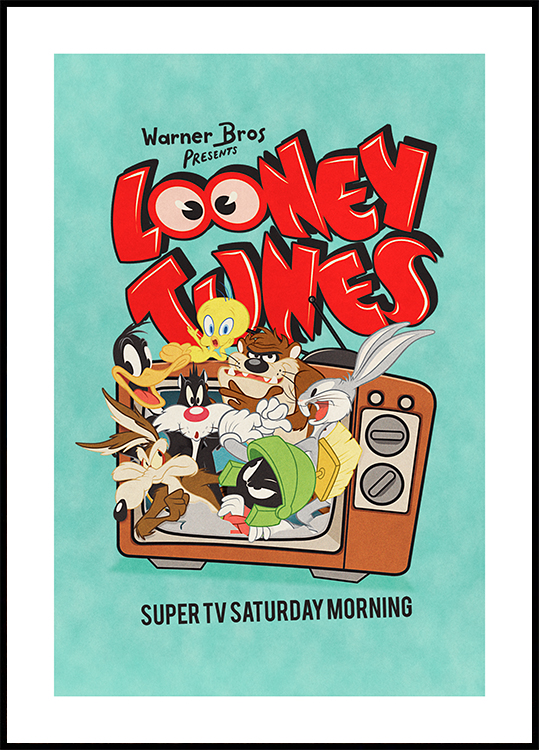 Warner Bros
PRESENTS
LOONEY
TUNES
SUPER TV SATURDAY MORNING